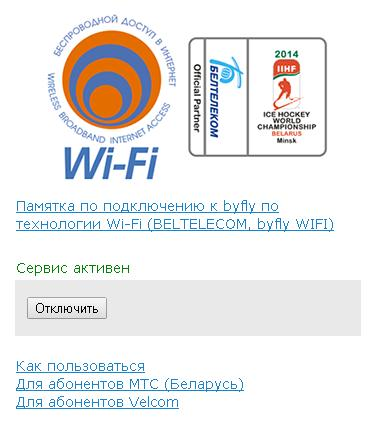 БЕСПРОВОДНОЙ ДОСТУП В ИНТЕРНЕТ
WIRELESS BROADBAND INTERNET ACCESS
Wi-Fi
Official Partner
БЕЛТЕЛЕКОМ
2014
IIHF
ICE HOCKEY
WORLD
CHAMPIONSHIP
BELARUS
Minsk
Памятка по подключению к byfly по
технологии Wi-Fi (BELTELECOM, byfly WIFI)
Сервис активен
Отключить
Как пользоваться
Для абонентов МТС (Беларусь)
Для абонентов Velcom